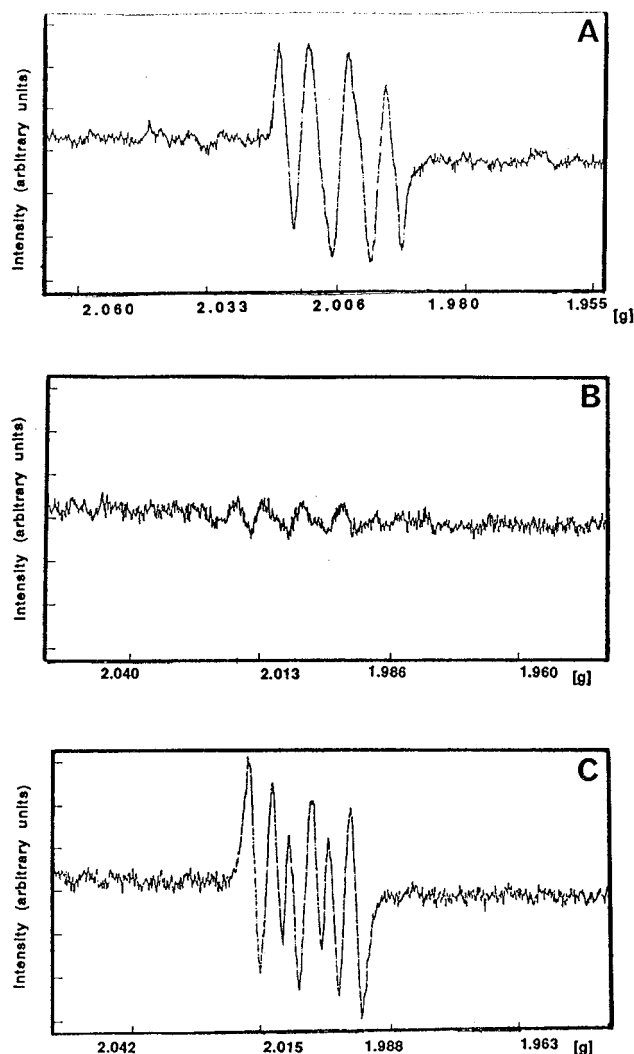 A
Intensity (arbitrary units)
2.060 2.033 2.006 1.980 1.955 [g]
B
Intensity (arbitrary units)
2.040 2.013 1.986 1.960 [g]
C
Intensity (arbitrary units)
2.042 2.015 1.988 1.963 [g]